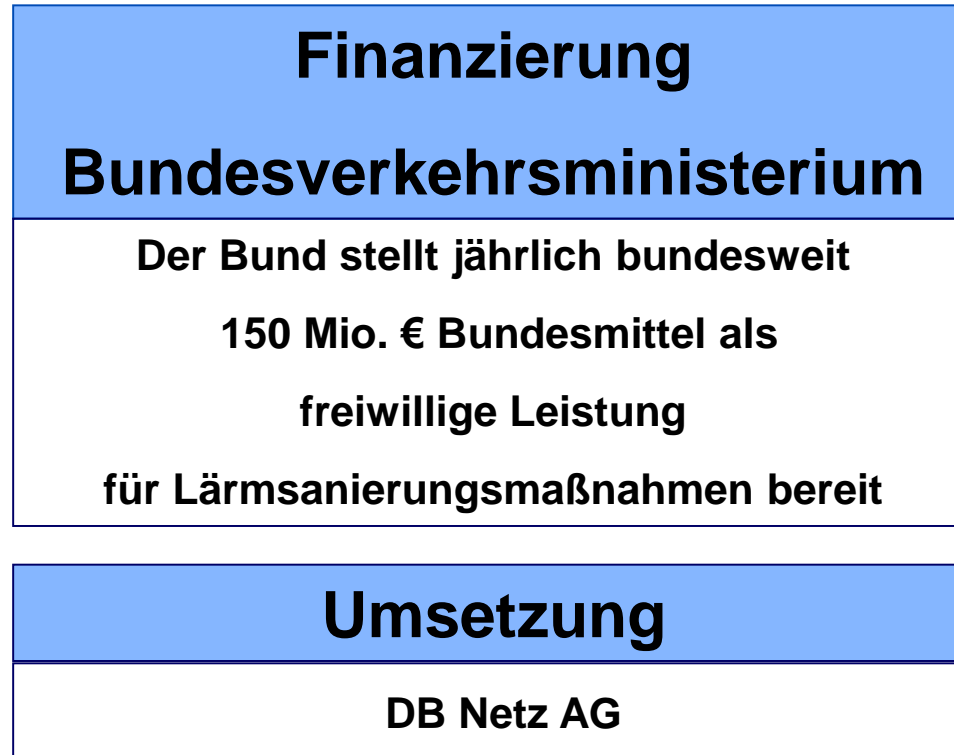 Finanzierung
Bundesverkehrsministerium
Der Bund stellt jährlich bundesweit
150 Mio. € Bundesmittel als
freiwillige Leistung
für Lärmsanierungsmaßnahmen bereit
Umsetzung
DB Netz AG